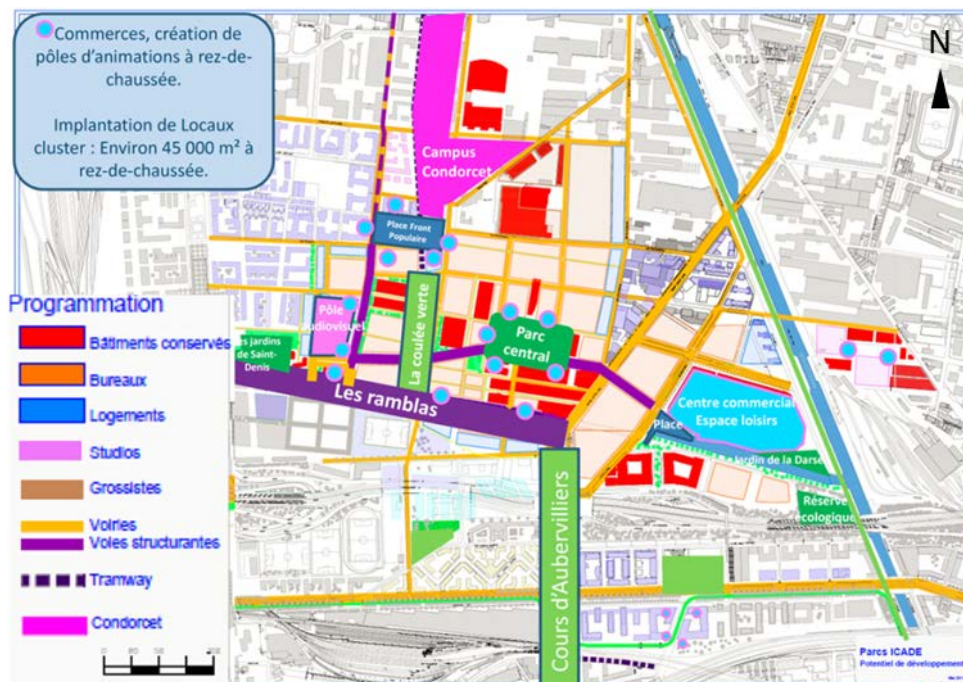 Commerces, création de
pôles d'animations à rez-de-
chaussée.
Implantation de Locaux
cluster : Environ 45 000 m² à
rez-de-chaussée.
N
Campus
Condorcet
Place Front
Populaire
Programmation
Bâtiments conservés
Bureaux
Logements
Studios
Grossistes
Voiries
Voies structurantes
Tramway
Condorcet
Pôle
audiovisuel
La coulée verte
Parc
central
Les jardins
de Saint-
Denis
Les ramblas
Centre commercial
Espace loisirs
Place
Jardin de la Darse
Réserve
écologique
Cours d'Aubervilliers
Parcs ICADE
Potentiel de développement